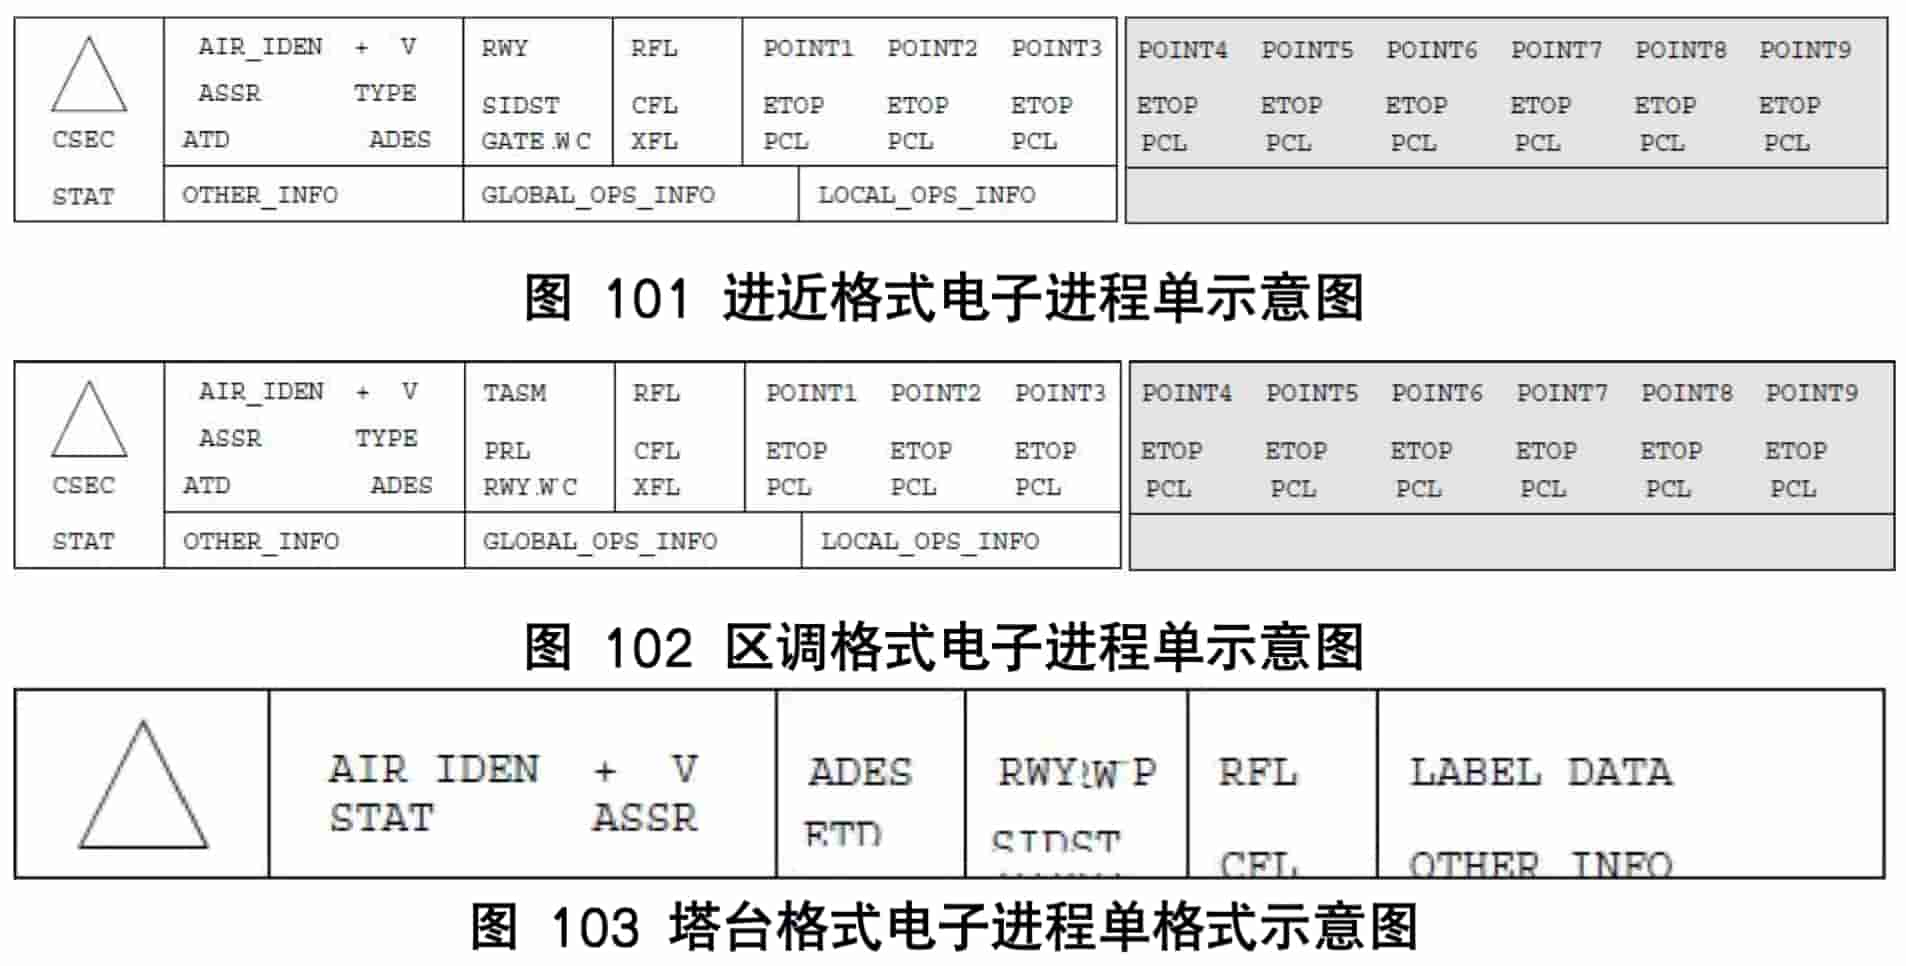 AIR_IDEN + V RWY RFL POINT1 POINT2 POINT3 POINT4 POINT5 POINT6 POINT7 POINT8 POINT9
ASSR TYPE SIDST CFL ETOP ETOP ETOP ETOP ETOP ETOP ETOP ETOP ETOP
CSEC ATD ADES GATE W C XFL PCL PCL PCL PCL PCL PCL PCL PCL PCL
STAT OTHER_INFO GLOBAL_OPS_INFO LOCAL_OPS_INFO
图 101 进近格式电子进程单示意图
AIR_IDEN + V TASM RFL POINT1 POINT2 POINT3 POINT4 POINT5 POINT6 POINT7 POINT8 POINT9
ASSR TYPE PRL CFL ETOP ETOP ETOP ETOP ETOP ETOP ETOP ETOP ETOP
CSEC ATD ADES RWY W C XFL PCL PCL PCL PCL PCL PCL PCL PCL PCL
STAT OTHER_INFO GLOBAL_OPS_INFO LOCAL_OPS_INFO
图 102 区调格式电子进程单示意图
AIR IDEN + V ADES RWY P RFL LABEL DATA
STAT ASSR ETD SIDST CFL OTHER INFO
图 103 塔台格式电子进程单格式示意图